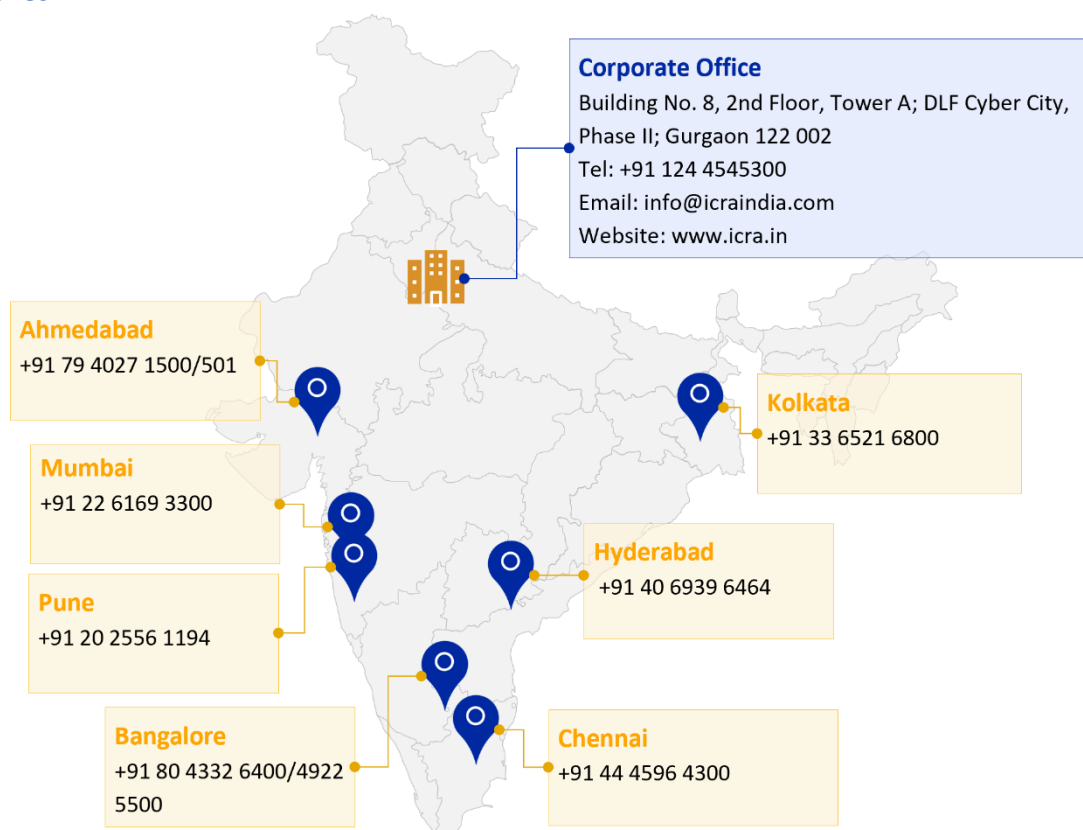 Corporate Office
Building No. 8, 2nd Floor, Tower A; DLF Cyber City,
Phase II; Gurgaon 122 002
Tel: +91 124 4545300
Email: info@icraindia.com
Website: www.icra.in
Ahmedabad
+91 79 4027 1500/501
Kolkata
+91 33 6521 6800
Mumbai
+91 22 6169 3300
Hyderabad
+91 40 6939 6464
Pune
+91 20 2556 1194
Bangalore
+91 80 4332 6400/4922
5500
Chennai
+91 44 4596 4300